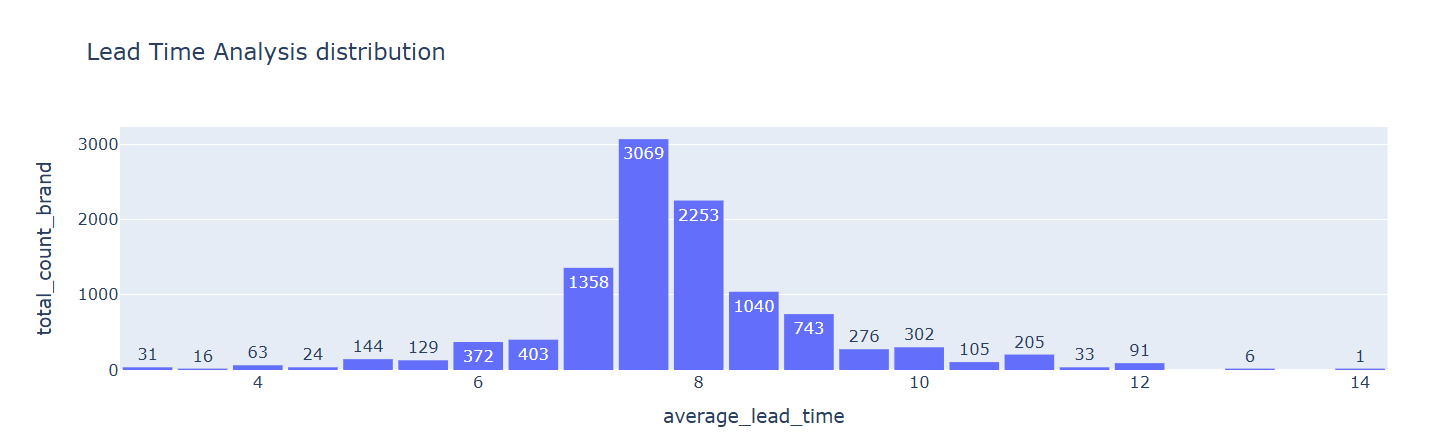 Lead Time Analysis distribution
3000
2000
1000
0
total_count_brand
31 16 63 24 144 129 372 403 1358 3069 2253 1040 743 276 302 105 205 33 91 6 1
4 6 8 10 12 14
average_lead_time